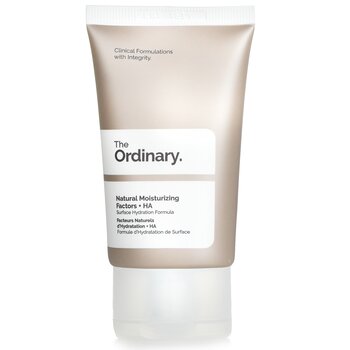 Clinical Formulations
with Integrity.
The
Ordinary.
Natural Moisturizing
Factors + HA
Surface Hydration Formula
Facteurs Naturels
d'Hydratation + HA
Formule d'Hydratation de Surface